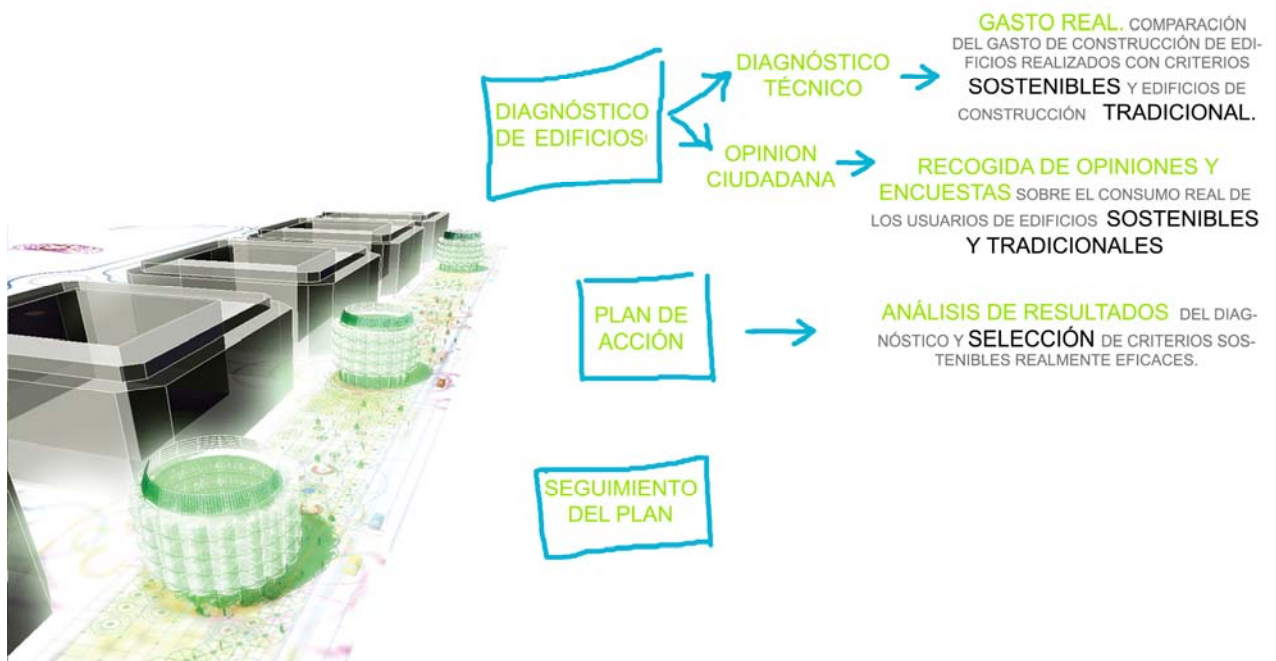 DIAGNÓSTICO
DE EDIFICIOS
DIAGNÓSTICO
TÉCNICO
GASTO REAL. COMPARACIÓN
DEL GASTO DE CONSTRUCCIÓN DE EDI-
FICIOS REALIZADOS CON CRITERIOS
SOSTENIBLES Y EDIFICIOS DE
CONSTRUCCIÓN TRADICIONAL.
OPINION
CIUDADANA
RECOGIDA DE OPINIONES Y
ENCUESTAS SOBRE EL CONSUMO REAL DE
LOS USUARIOS DE EDIFICIOS SOSTENIBLES
Y TRADICIONALES
PLAN DE
ACCIÓN
ANÁLISIS DE RESULTADOS DEL DIAG-
NÓSTICO Y SELECCIÓN DE CRITERIOS SOS-
TENIBLES REALMENTE EFICACES.
SEGUIMIENTO
DEL PLAN